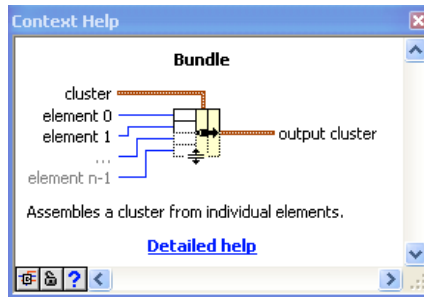 Context Help
Bundle
cluster
element 0
element 1
...
element n-1
output cluster
Assembles a cluster from individual elements.
Detailed help
?